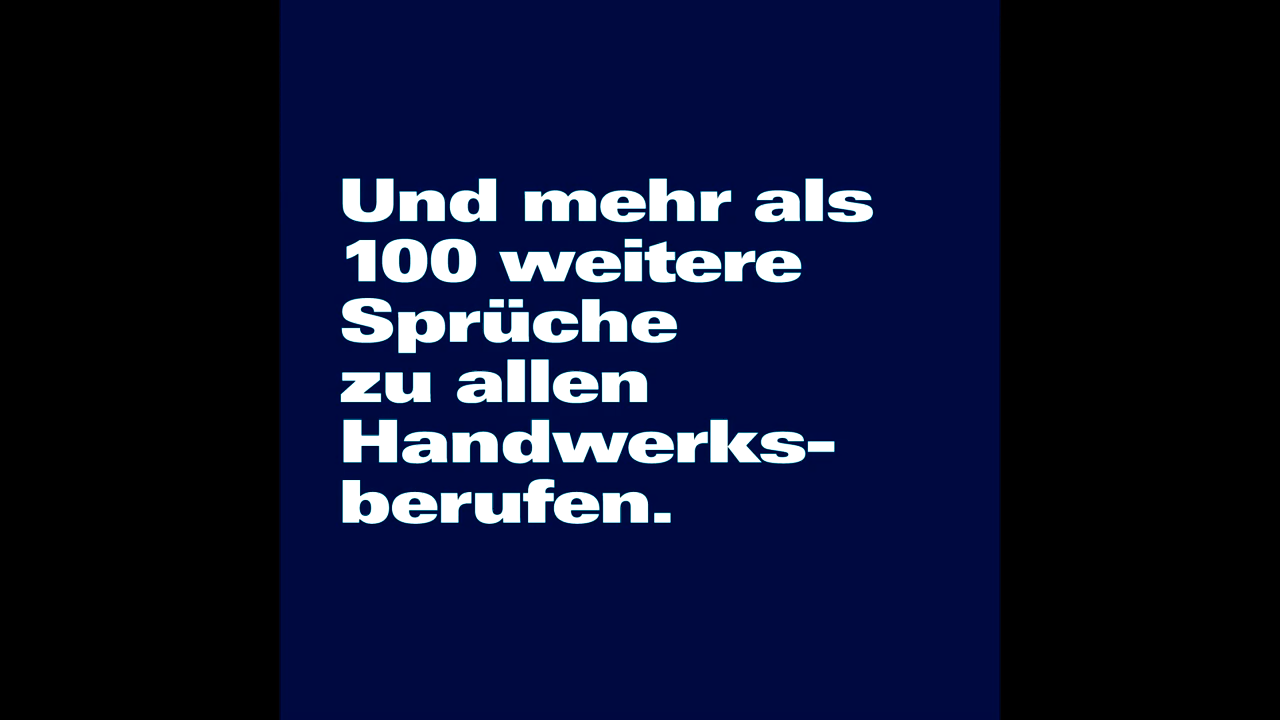 Und mehr als
100 weitere
Sprüche
zu allen
Handwerks-
berufen.